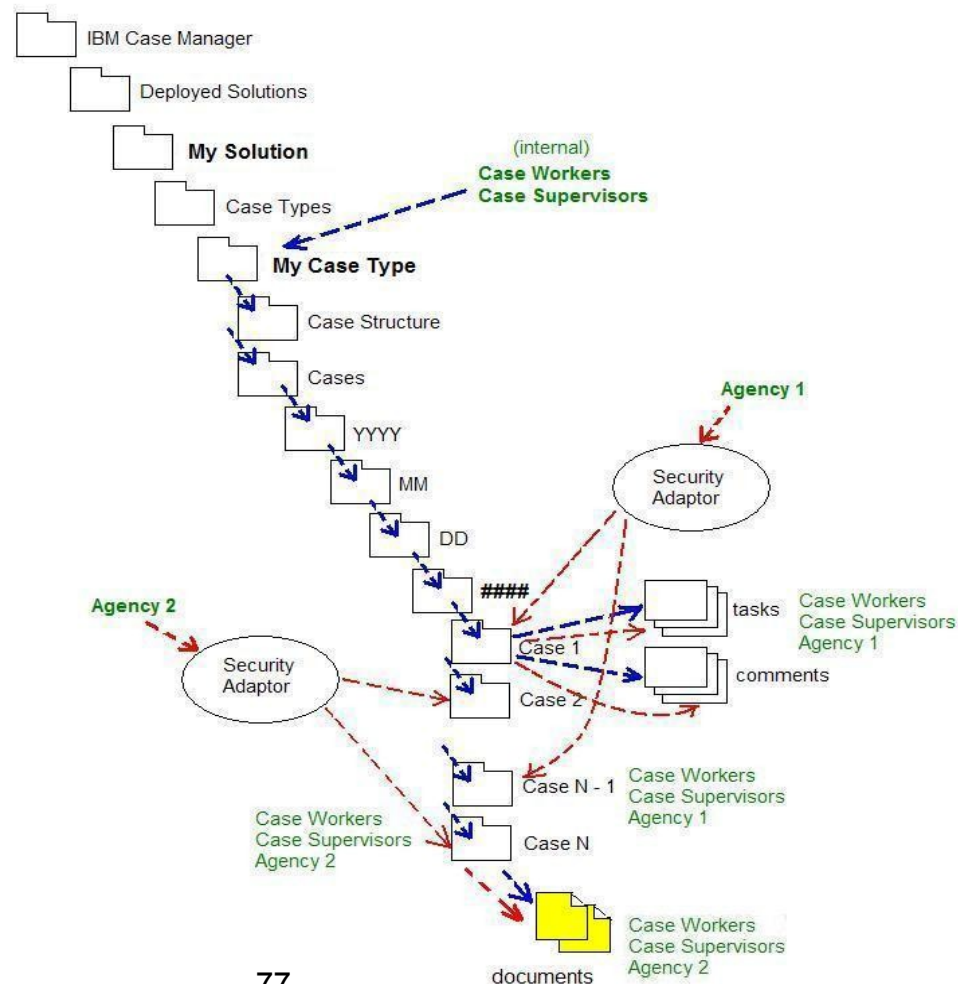 IBM Case Manager
Deployed Solutions
My Solution
(internal)
Case Workers
Case Supervisors
Case Types
My Case Type
Case Structure
Cases
Agency 1
YYYY
Security
Adaptor
MM
DD
####
Agency 2
tasks
Case Workers
Case Supervisors
Agency 1
Case 1
Security
Adaptor
comments
Case 2
Case N - 1
Case Workers
Case Supervisors
Agency 1
Case Workers
Case Supervisors
Agency 2
Case N
Case Workers
Case Supervisors
Agency 2
documents
77